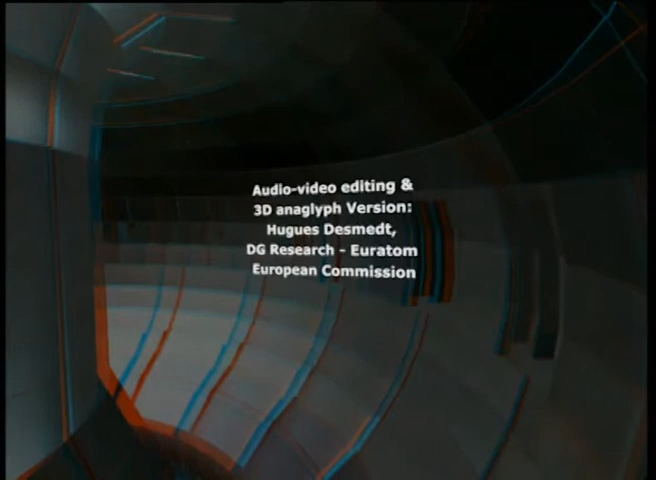 Audio-video editing &
3D anaglyph Version:
Hugues Desmedt,
DG Research - Euratom
European Commission